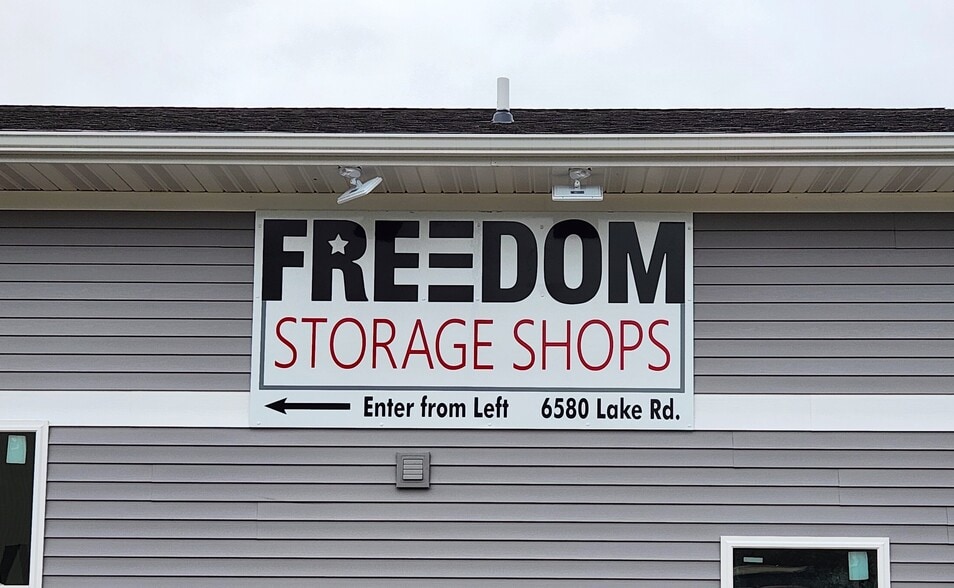 FREEDOM
STORAGE SHOPS
Enter from Left 6580 Lake Rd.